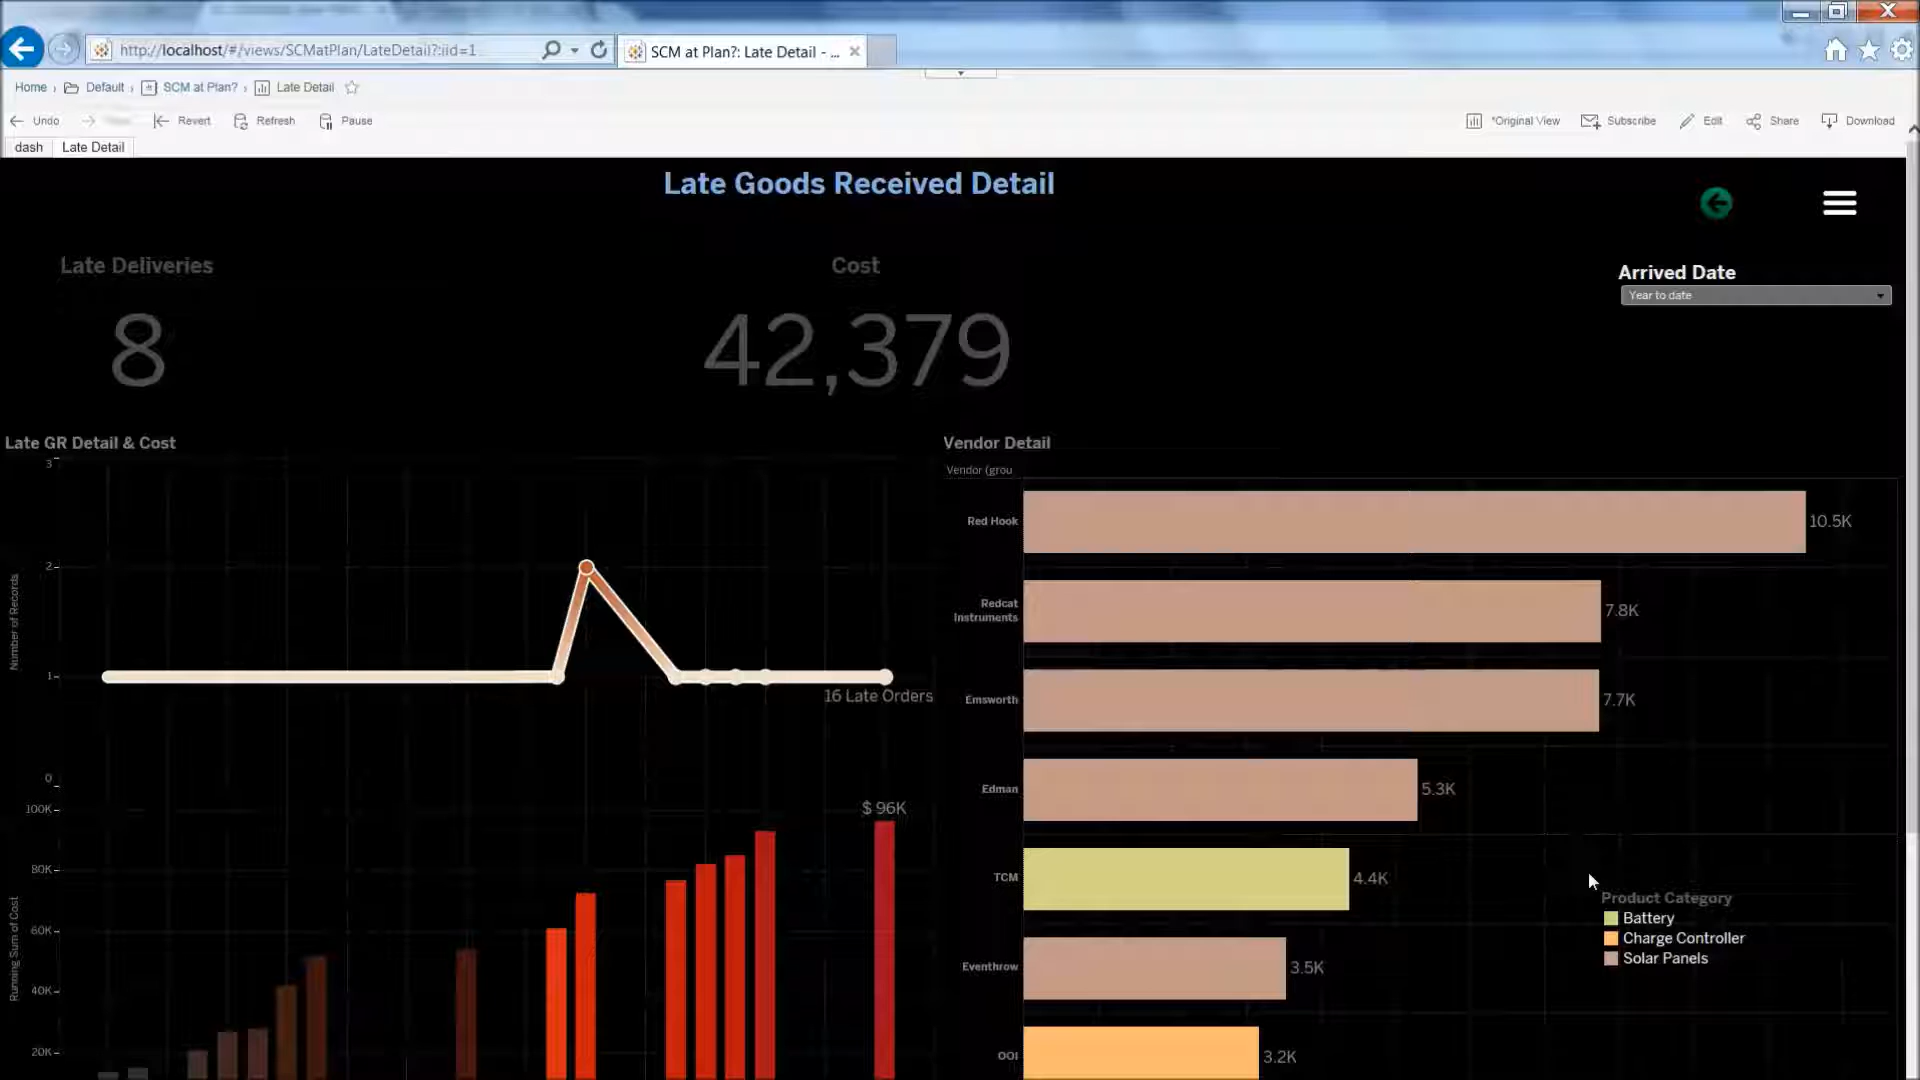 http://localhost/#/views/SCMatPlan/LateDetail?:iid=1
SCM at Plan?: Late Detail - ...
Home › Default › SCM at Plan? › Late Detail
Undo Revert Refresh Pause
*Original View Subscribe Edit Share Download
dash Late Detail
Late Goods Received Detail
Late Deliveries
8
Cost
42,379
Arrived Date
Year to date
Late GR Detail & Cost
Number of Records
3
2
1
0
16 Late Orders
Running Sum of Cost
100K
80K
60K
40K
20K
$ 96K
Vendor Detail
Vendor (grou
Red Hook 10.5K
Redcat
Instruments 7.8K
Emsworth 7.7K
Edman 5.3K
TCM 4.4K
Eventhrow 3.5K
OOI 3.2K
Product Category
Battery
Charge Controller
Solar Panels